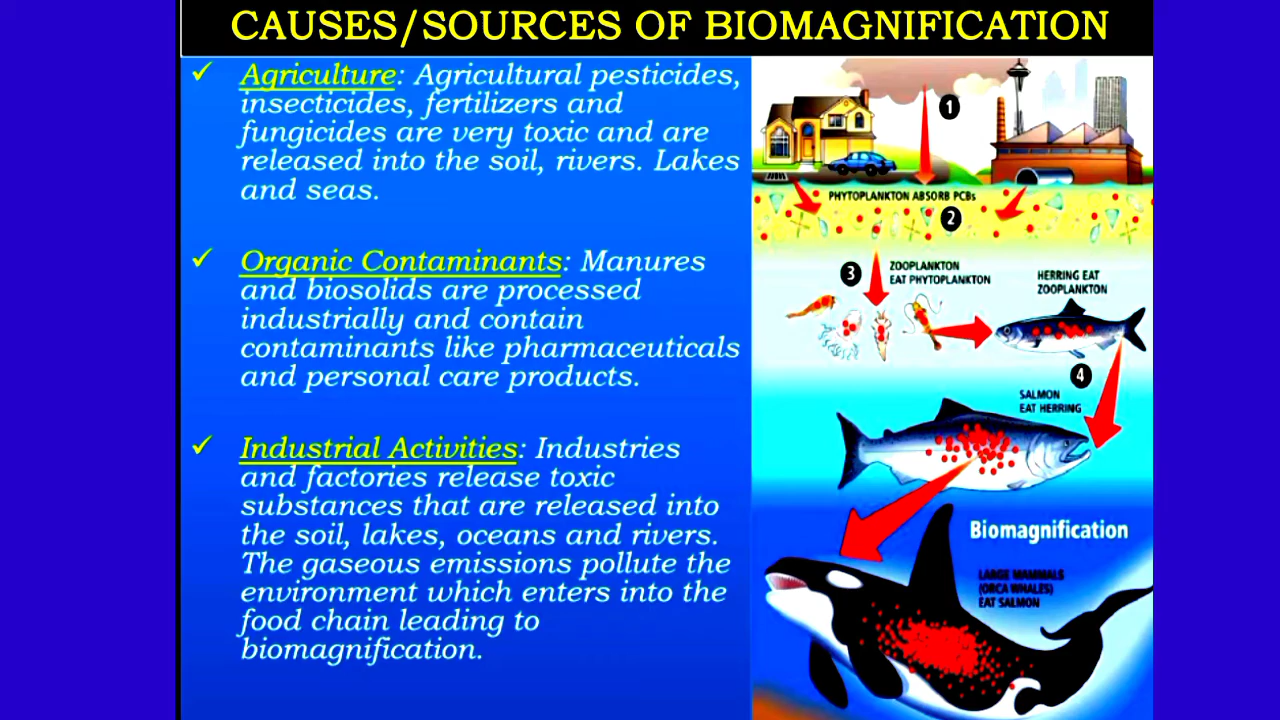 CAUSES/SOURCES OF BIOMAGNIFICATION
✓ Agriculture: Agricultural pesticides,
insecticides, fertilizers and
fungicides are very toxic and are
released into the soil, rivers. Lakes
and seas.
✓ Organic Contaminants: Manures
and biosolids are processed
industrially and contain
contaminants like pharmaceuticals
and personal care products.
✓ Industrial Activities: Industries
and factories release toxic
substances that are released into
the soil, lakes, oceans and rivers.
The gaseous emissions pollute the
environment which enters into the
food chain leading to
biomagnification.
1
PHYTOPLANKTON ABSORB PCBs
2
3
ZOOPLANKTON
EAT PHYTOPLANKTON
HERRING EAT
ZOOPLANKTON
4
SALMON
EAT HERRING
Biomagnification
LARGE MAMMALS
(ORCA WHALES)
EAT SALMON